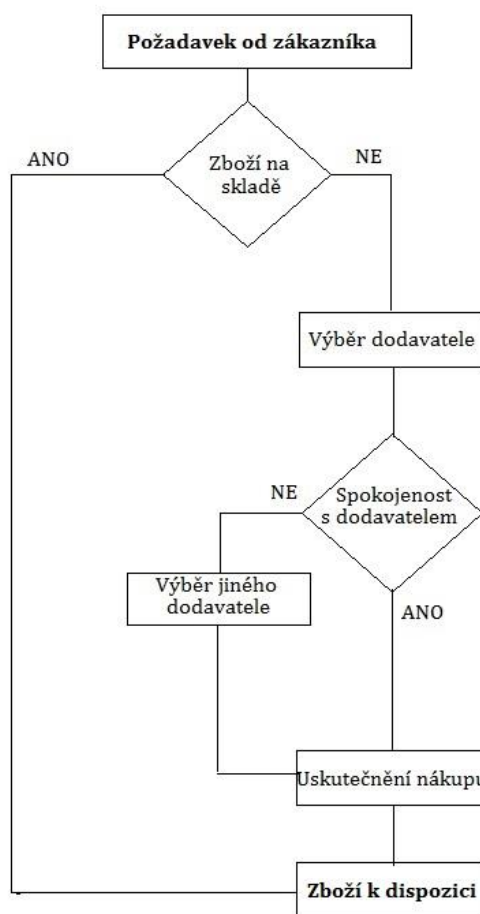 Požadavek od zákazníka
ANO
Zboží na
skladě
NE
Výběr dodavatele
NE
Spokojenost
s dodavatelem
Výběr jiného
dodavatele
ANO
Uskutečnění nákupu
Zboží k dispozici